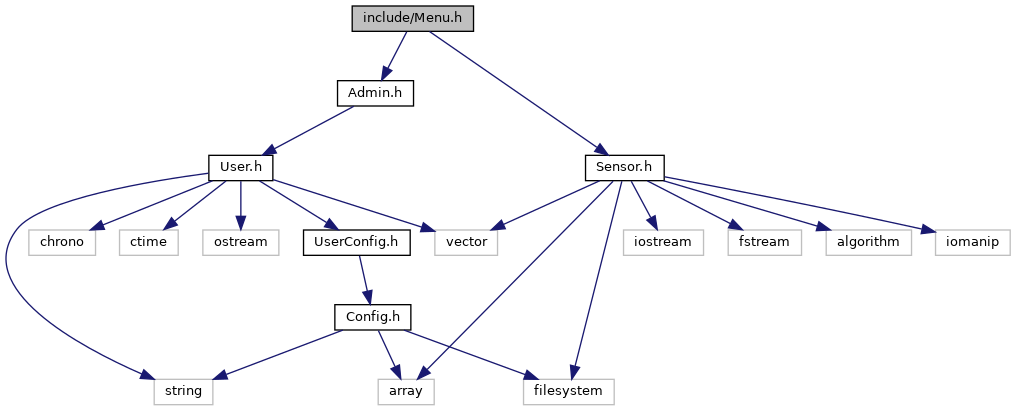 include/Menu.h
Admin.h
User.h
Sensor.h
chrono
ctime
ostream
UserConfig.h
vector
iostream
fstream
algorithm
iomanip
Config.h
string
array
filesystem